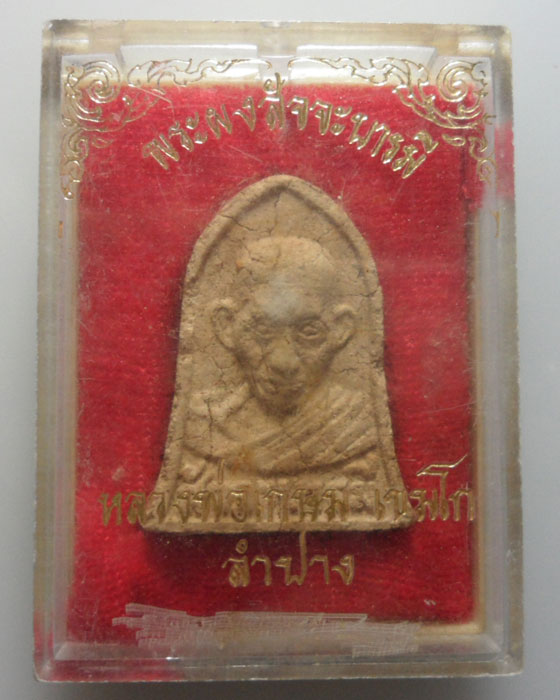 พระผงสัจจะบารมี
หลวงพ่อเกษม เขมโก
ลำปาง